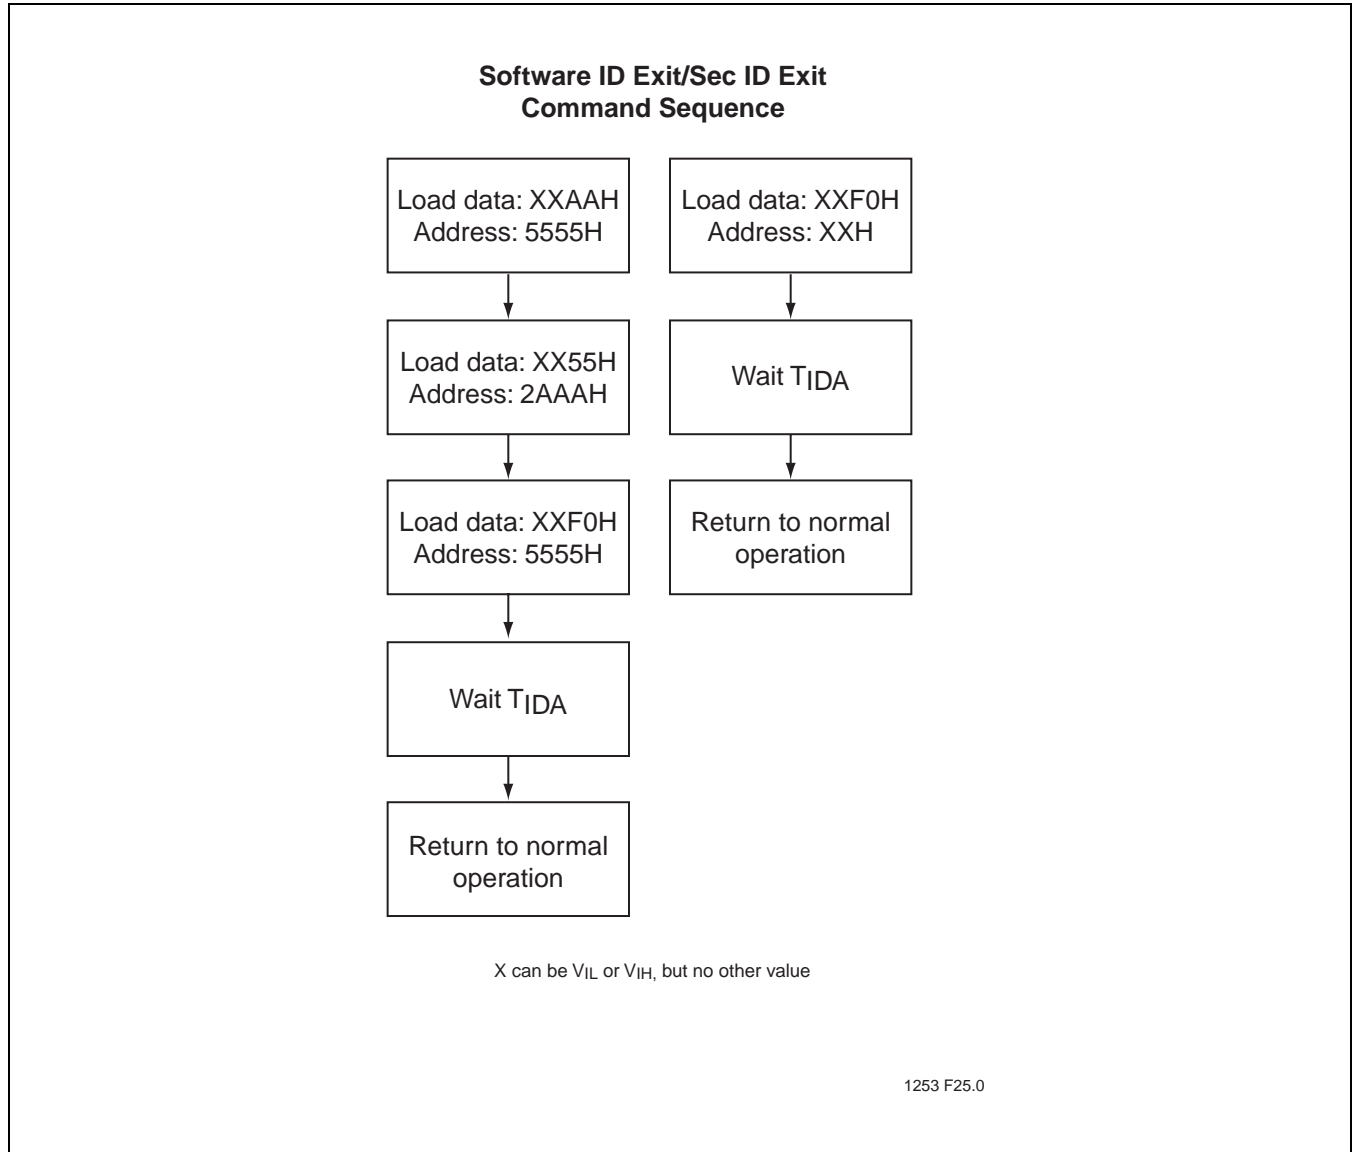 Software ID Exit/Sec ID Exit
Command Sequence
Load data: XXAAH
Address: 5555H
Load data: XX55H
Address: 2AAAH
Load data: XXF0H
Address: 5555H
Wait TIDA
Return to normal
operation
Load data: XXF0H
Address: XXH
Wait TIDA
Return to normal
operation
X can be VIL or VIH, but no other value
1253 F25.0